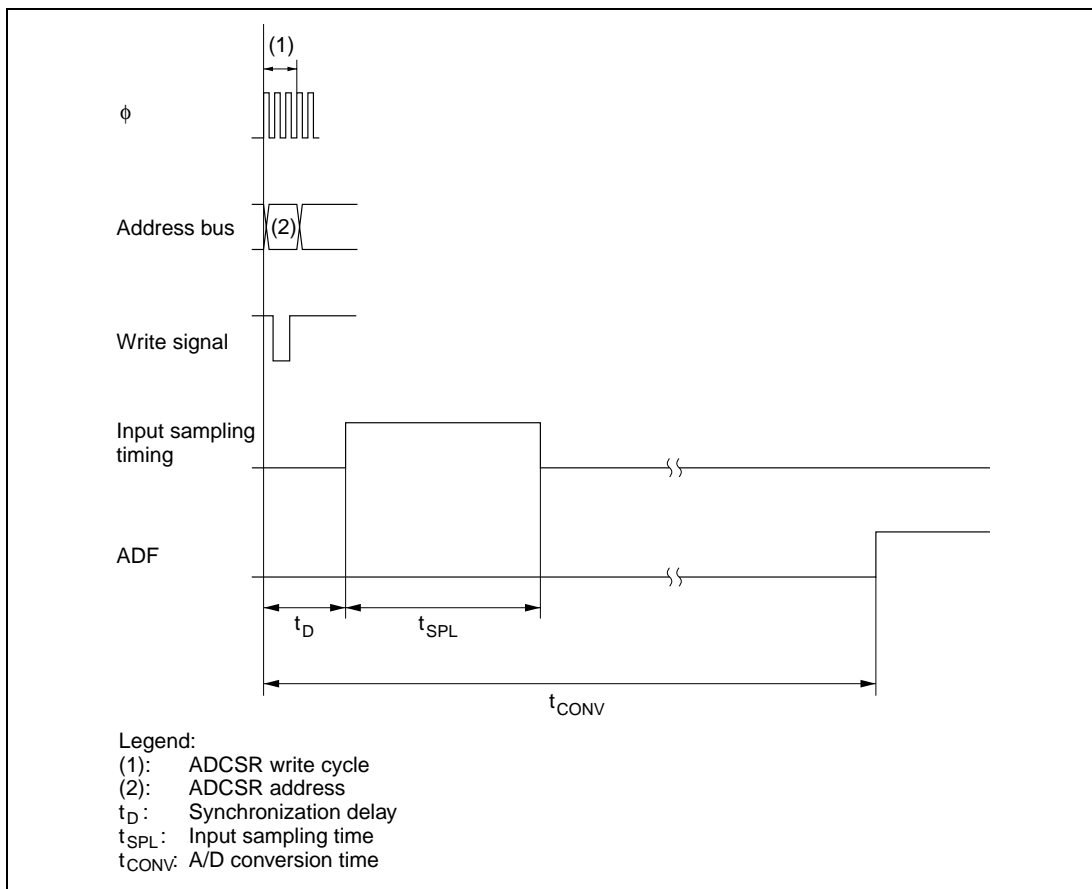 (1)
ϕ
Address bus
(2)
Write signal
Input sampling
timing
ADF
tD
tSPL
tCONV
Legend:
(1): ADCSR write cycle
(2): ADCSR address
tD : Synchronization delay
tSPL : Input sampling time
tCONV: A/D conversion time